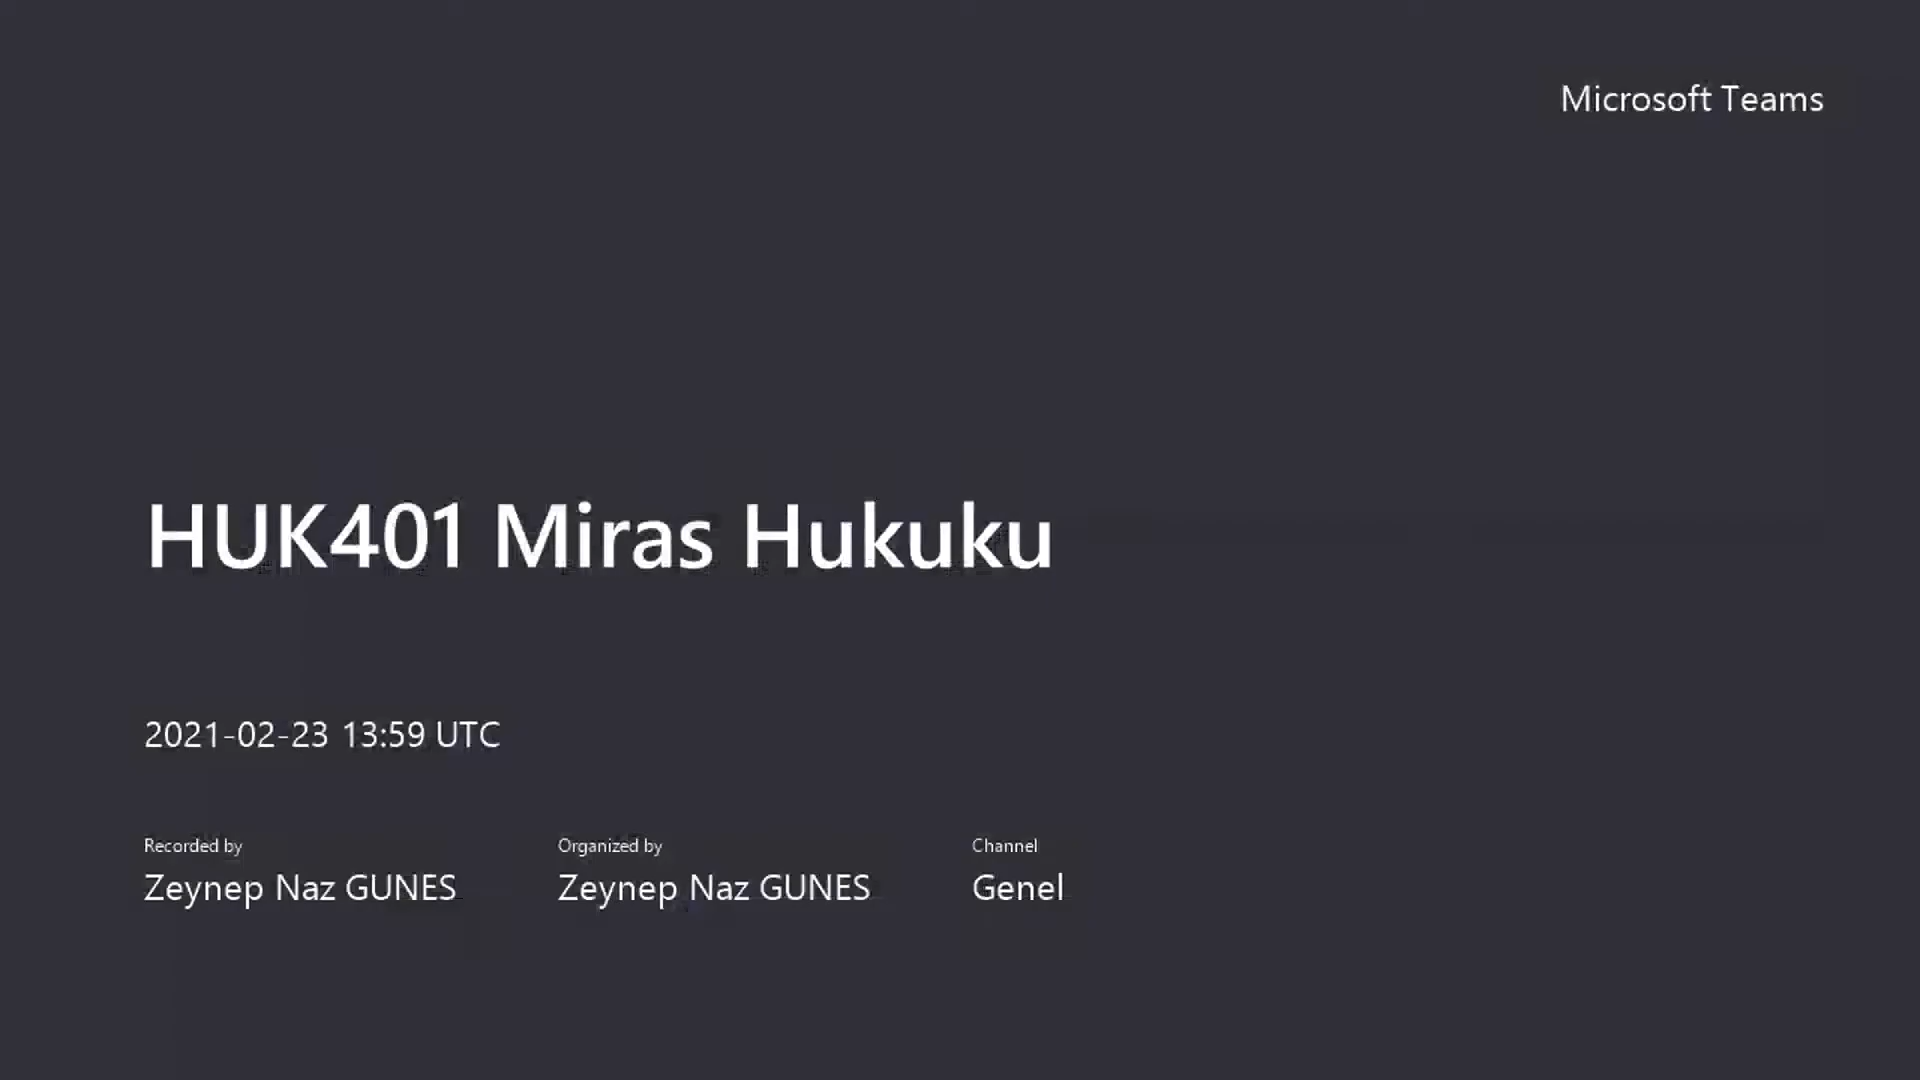 Microsoft Teams
HUK401 Miras Hukuku
2021-02-23 13:59 UTC
Recorded by
Zeynep Naz GUNES
Organized by
Zeynep Naz GUNES
Channel
Genel